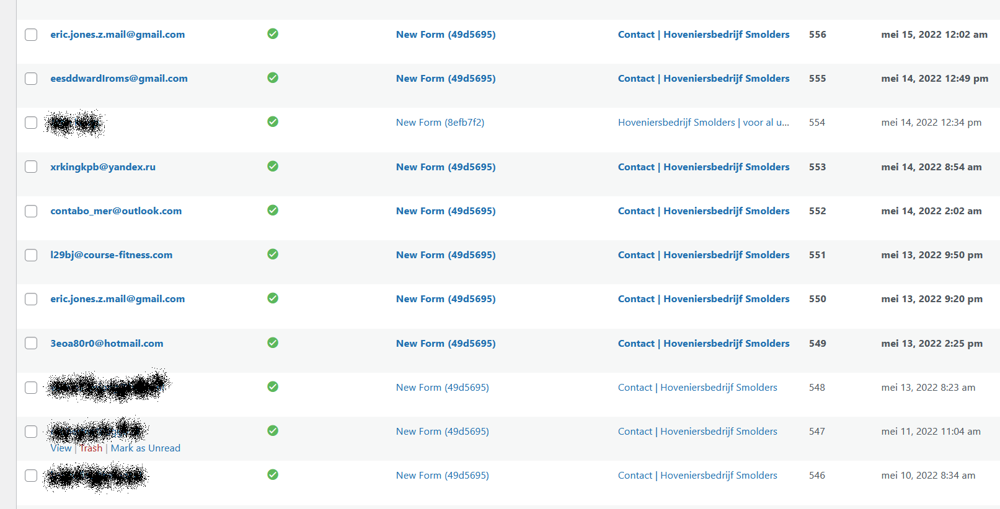 eric.jones.z.mail@gmail.com New Form (49d5695) Contact | Hoveniersbedrijf Smolders 556 mei 15, 2022 12:02 am
eesddwardIroms@gmail.com New Form (49d5695) Contact | Hoveniersbedrijf Smolders 555 mei 14, 2022 12:49 pm
New Form (8efb7f2) Hoveniersbedrijf Smolders | voor al u... 554 mei 14, 2022 12:34 pm
xrkingkpb@yandex.ru New Form (49d5695) Contact | Hoveniersbedrijf Smolders 553 mei 14, 2022 8:54 am
contabo_mer@outlook.com New Form (49d5695) Contact | Hoveniersbedrijf Smolders 552 mei 14, 2022 2:02 am
l29bj@course-fitness.com New Form (49d5695) Contact | Hoveniersbedrijf Smolders 551 mei 13, 2022 9:50 pm
eric.jones.z.mail@gmail.com New Form (49d5695) Contact | Hoveniersbedrijf Smolders 550 mei 13, 2022 9:20 pm
3eoa80r0@hotmail.com New Form (49d5695) Contact | Hoveniersbedrijf Smolders 549 mei 13, 2022 2:25 pm
New Form (49d5695) Contact | Hoveniersbedrijf Smolders 548 mei 13, 2022 8:23 am
New Form (49d5695) Contact | Hoveniersbedrijf Smolders 547 mei 11, 2022 11:04 am
View | Trash | Mark as Unread
New Form (49d5695) Contact | Hoveniersbedrijf Smolders 546 mei 10, 2022 8:34 am